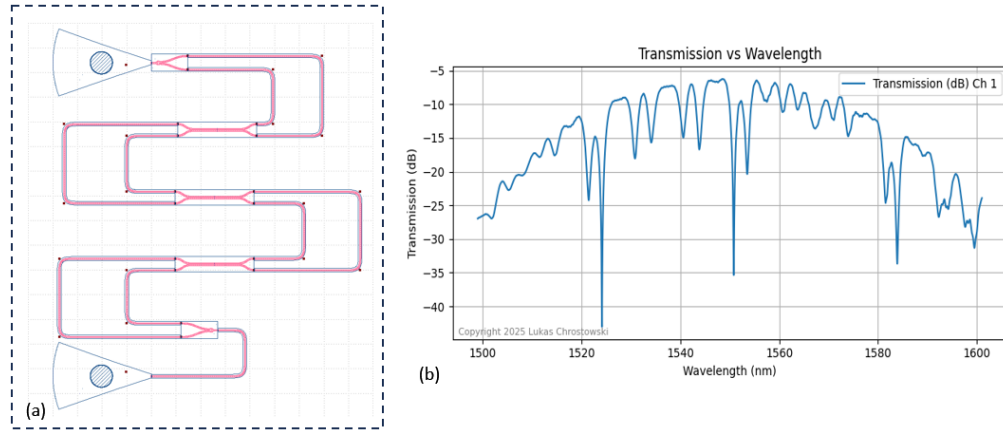 (a)
Transmission vs Wavelength
Transmission (dB) Ch 1
Transmission (dB)
−5
−10
−15
−20
−25
−30
−35
−40
Copyright 2025 Lukas Chrostowski
1500 1520 1540 1560 1580 1600
Wavelength (nm)
(b)